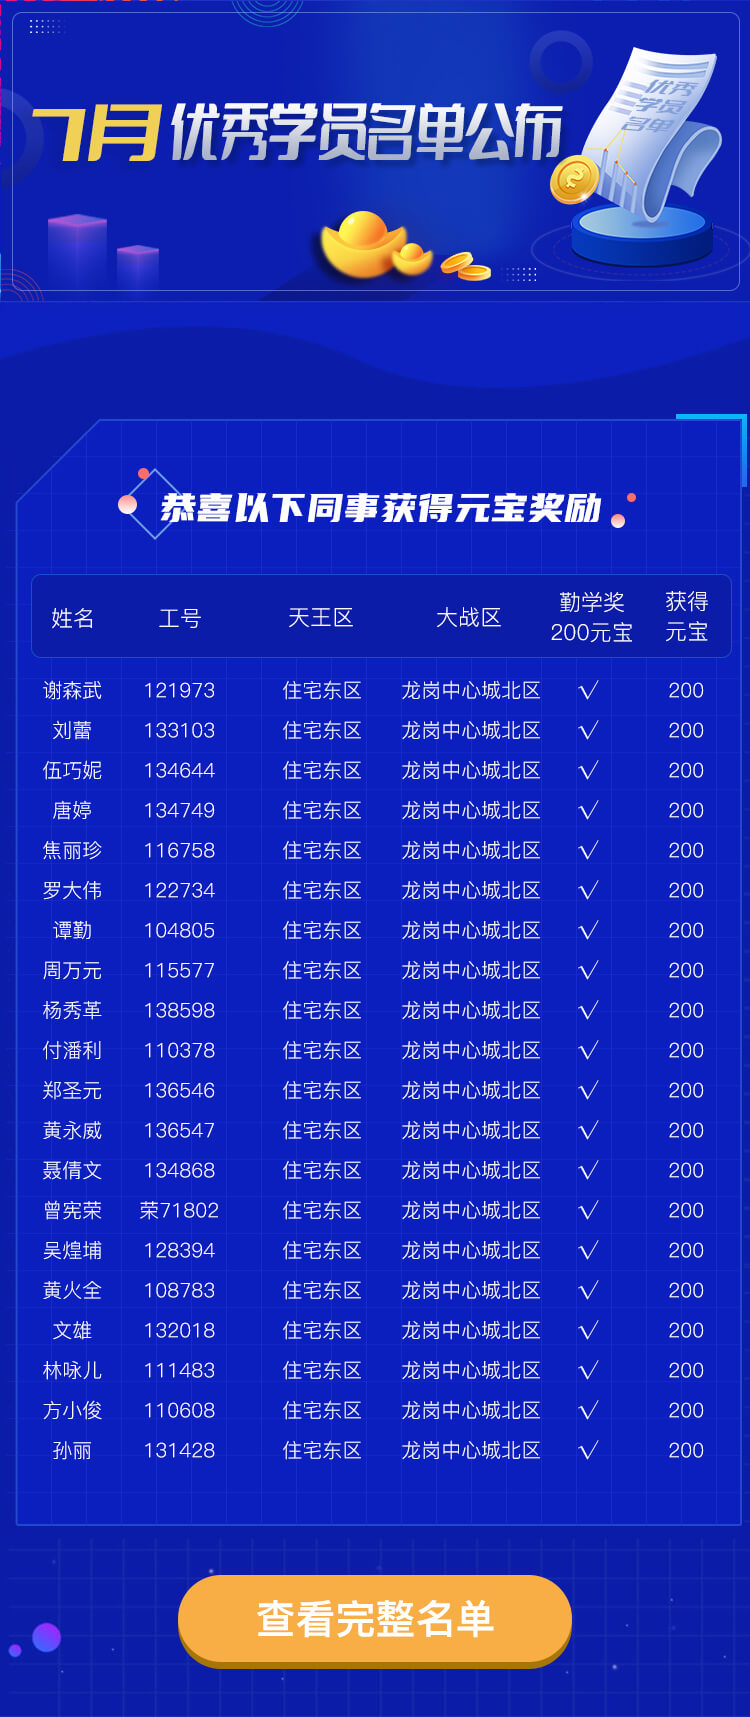 7月优秀学员名单公布
优秀
学员
名单
恭喜以下同事获得元宝奖励
姓名 工号 天王区 大战区 勤学奖 200元宝 获得 元宝
谢森武 121973 住宅东区 龙岗中心城北区 √ 200
刘蕾 133103 住宅东区 龙岗中心城北区 √ 200
伍巧妮 134644 住宅东区 龙岗中心城北区 √ 200
唐婷 134749 住宅东区 龙岗中心城北区 √ 200
焦丽珍 116758 住宅东区 龙岗中心城北区 √ 200
罗大伟 122734 住宅东区 龙岗中心城北区 √ 200
谭勤 104805 住宅东区 龙岗中心城北区 √ 200
周万元 115577 住宅东区 龙岗中心城北区 √ 200
杨秀革 138598 住宅东区 龙岗中心城北区 √ 200
付潘利 110378 住宅东区 龙岗中心城北区 √ 200
郑圣元 136546 住宅东区 龙岗中心城北区 √ 200
黄永威 136547 住宅东区 龙岗中心城北区 √ 200
聂倩文 134868 住宅东区 龙岗中心城北区 √ 200
曾宪荣 荣71802 住宅东区 龙岗中心城北区 √ 200
吴煌埔 128394 住宅东区 龙岗中心城北区 √ 200
黄火全 108783 住宅东区 龙岗中心城北区 √ 200
文雄 132018 住宅东区 龙岗中心城北区 √ 200
林咏儿 111483 住宅东区 龙岗中心城北区 √ 200
方小俊 110608 住宅东区 龙岗中心城北区 √ 200
孙丽 131428 住宅东区 龙岗中心城北区 √ 200
查看完整名单